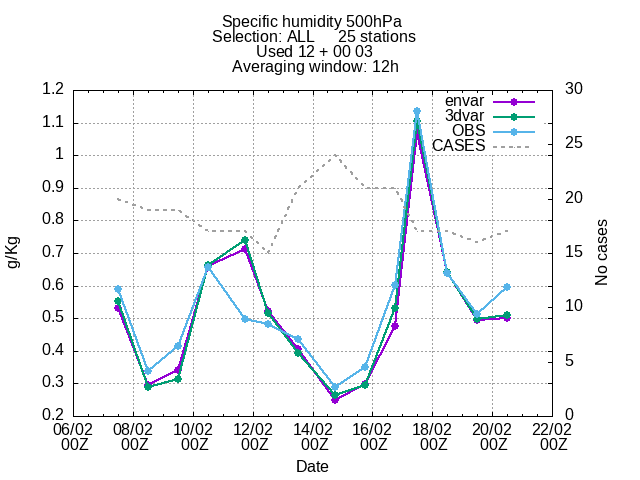 Specific humidity 500hPa
Selection: ALL 25 stations
Used 12 + 00 03
Averaging window: 12h
envar
3dvar
OBS
CASES
g/Kg
1.2
1.1
1
0.9
0.8
0.7
0.6
0.5
0.4
0.3
0.2
No cases
30
25
20
15
10
5
0
06/02 08/02 10/02 12/02 14/02 16/02 18/02 20/02 22/02
00Z 00Z 00Z 00Z 00Z 00Z 00Z 00Z 00Z
Date